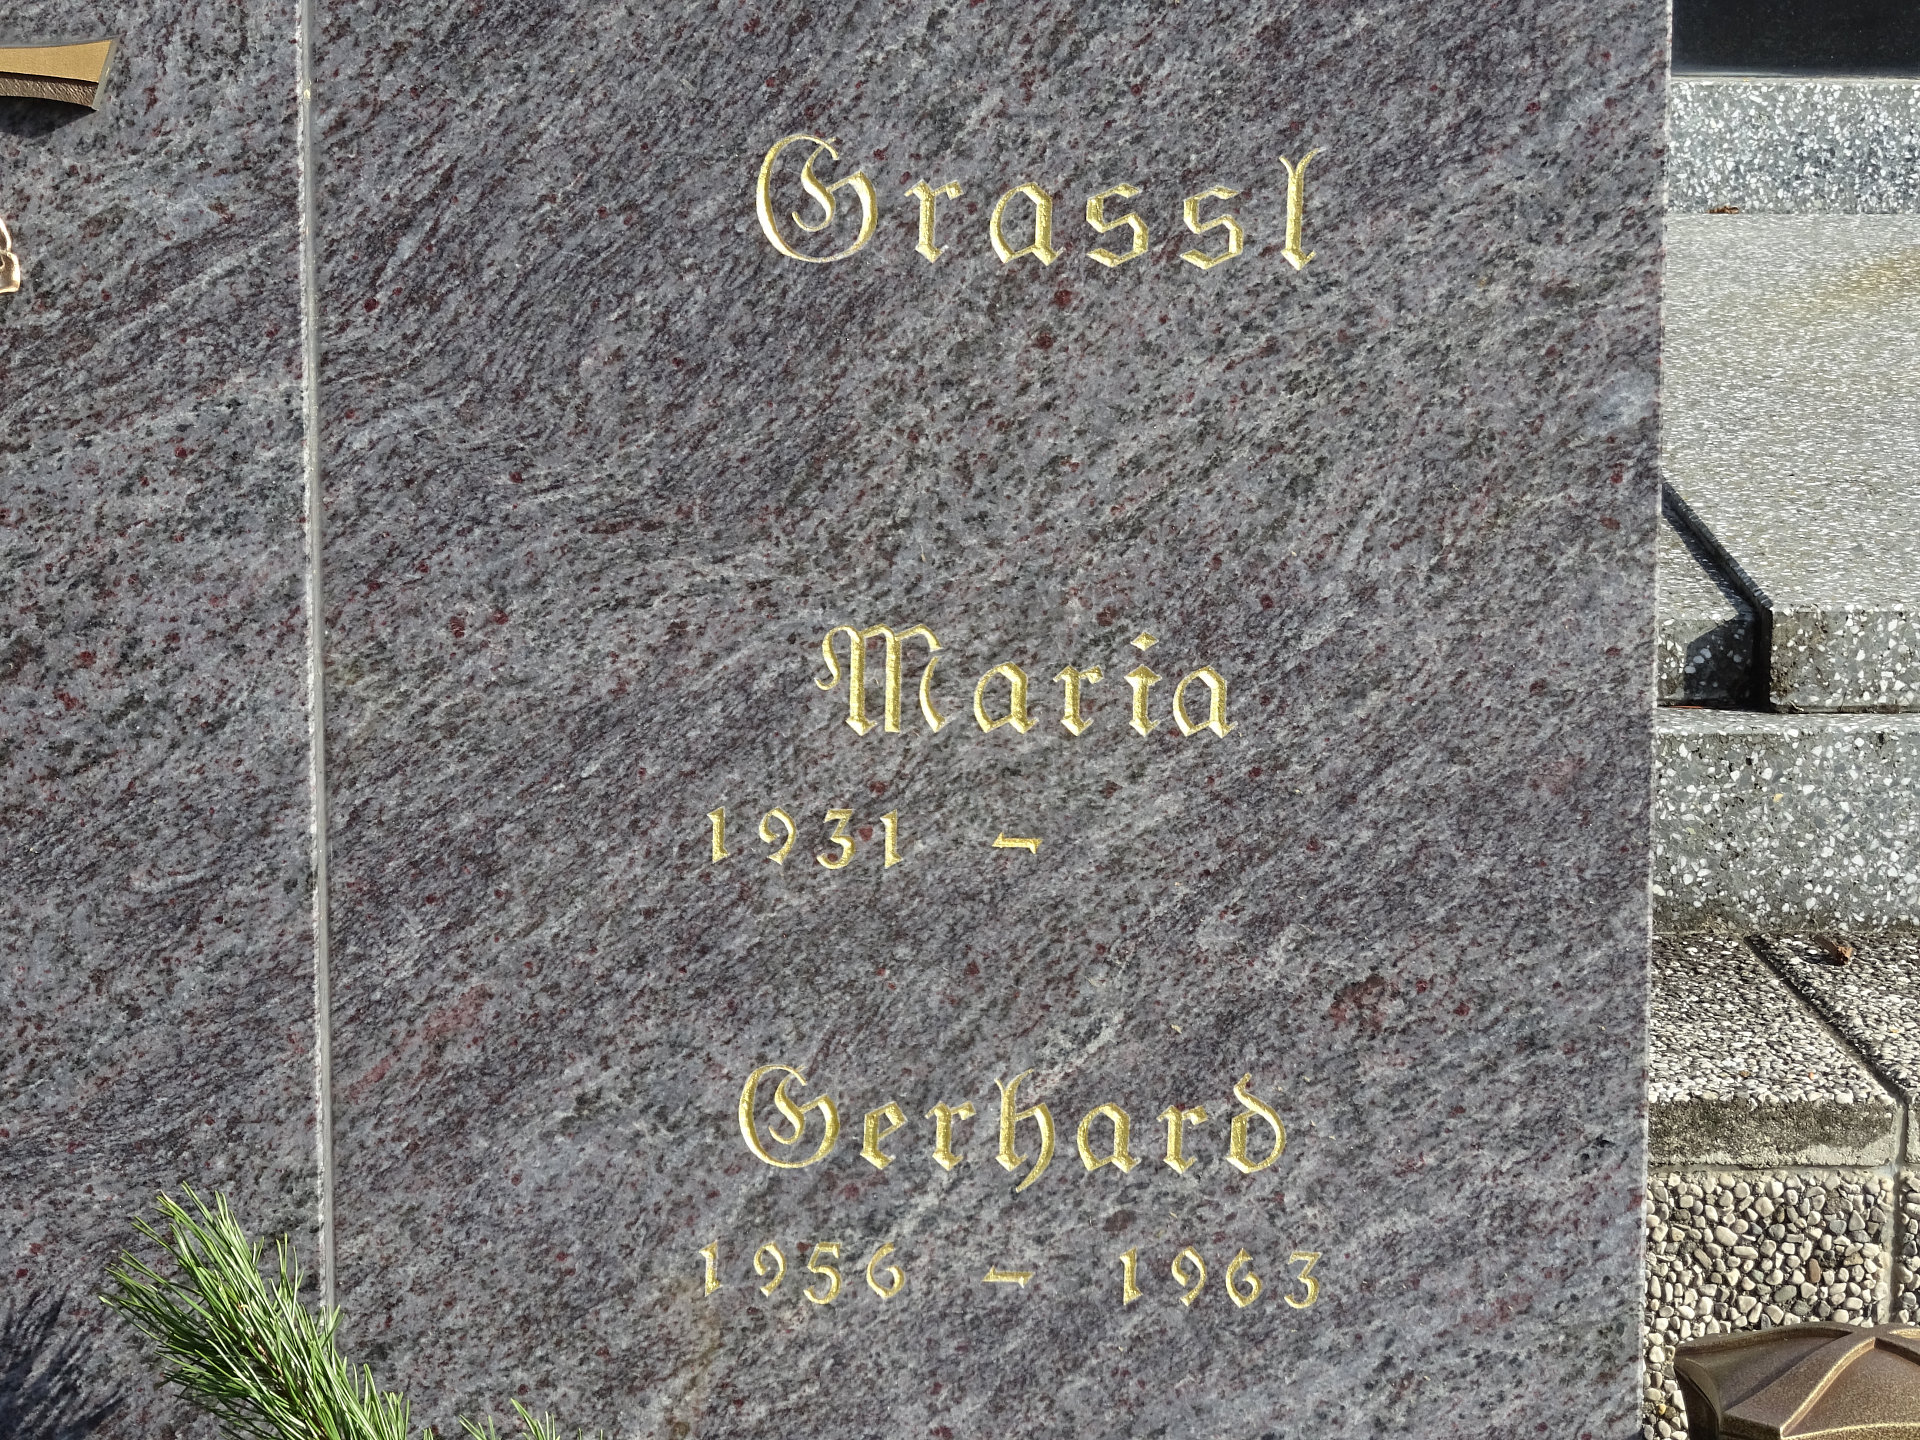 Grassl
Maria
1931 –
Gerhard
1956 – 1963